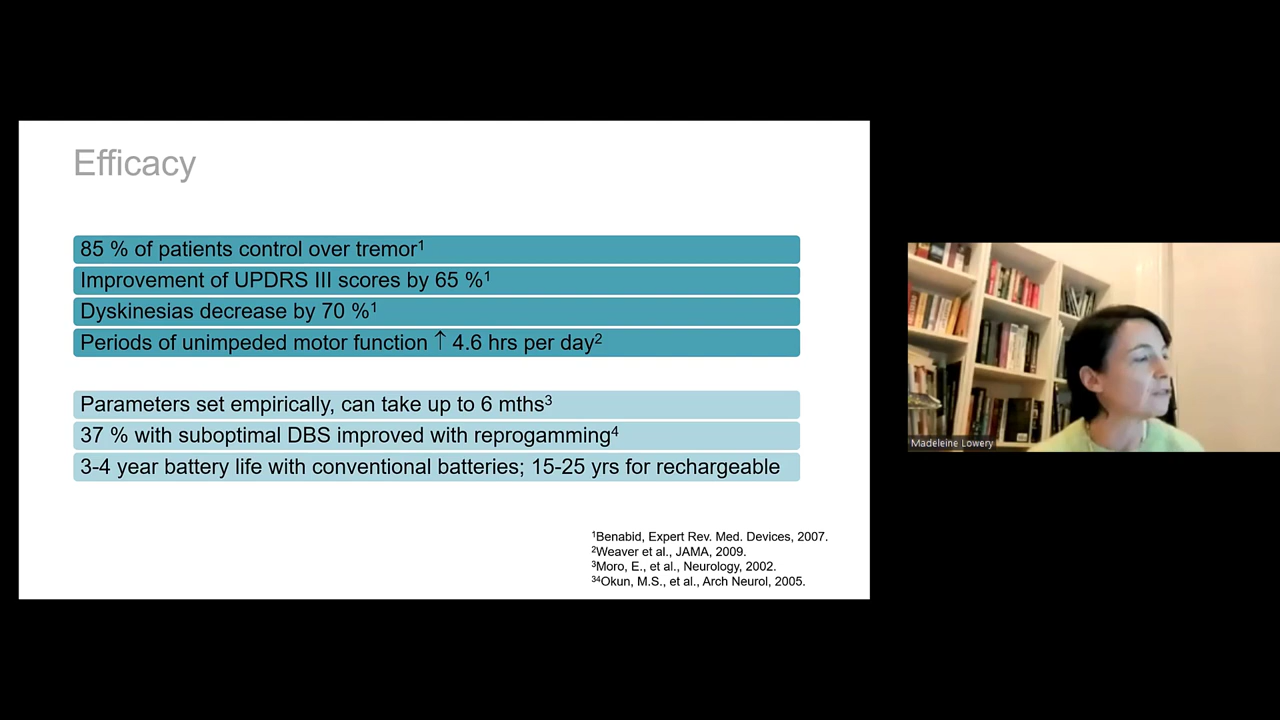 Efficacy
85 % of patients control over tremor¹
Improvement of UPDRS III scores by 65 %¹
Dyskinesias decrease by 70 %¹
Periods of unimpeded motor function ↑ 4.6 hrs per day²
Parameters set empirically, can take up to 6 mths³
37 % with suboptimal DBS improved with reprogamming⁴
3-4 year battery life with conventional batteries; 15-25 yrs for rechargeable
¹Benabid, Expert Rev. Med. Devices, 2007.
²Weaver et al., JAMA, 2009.
³Moro, E., et al., Neurology, 2002.
³⁴Okun, M.S., et al., Arch Neurol, 2005.
Madeleine Lowery